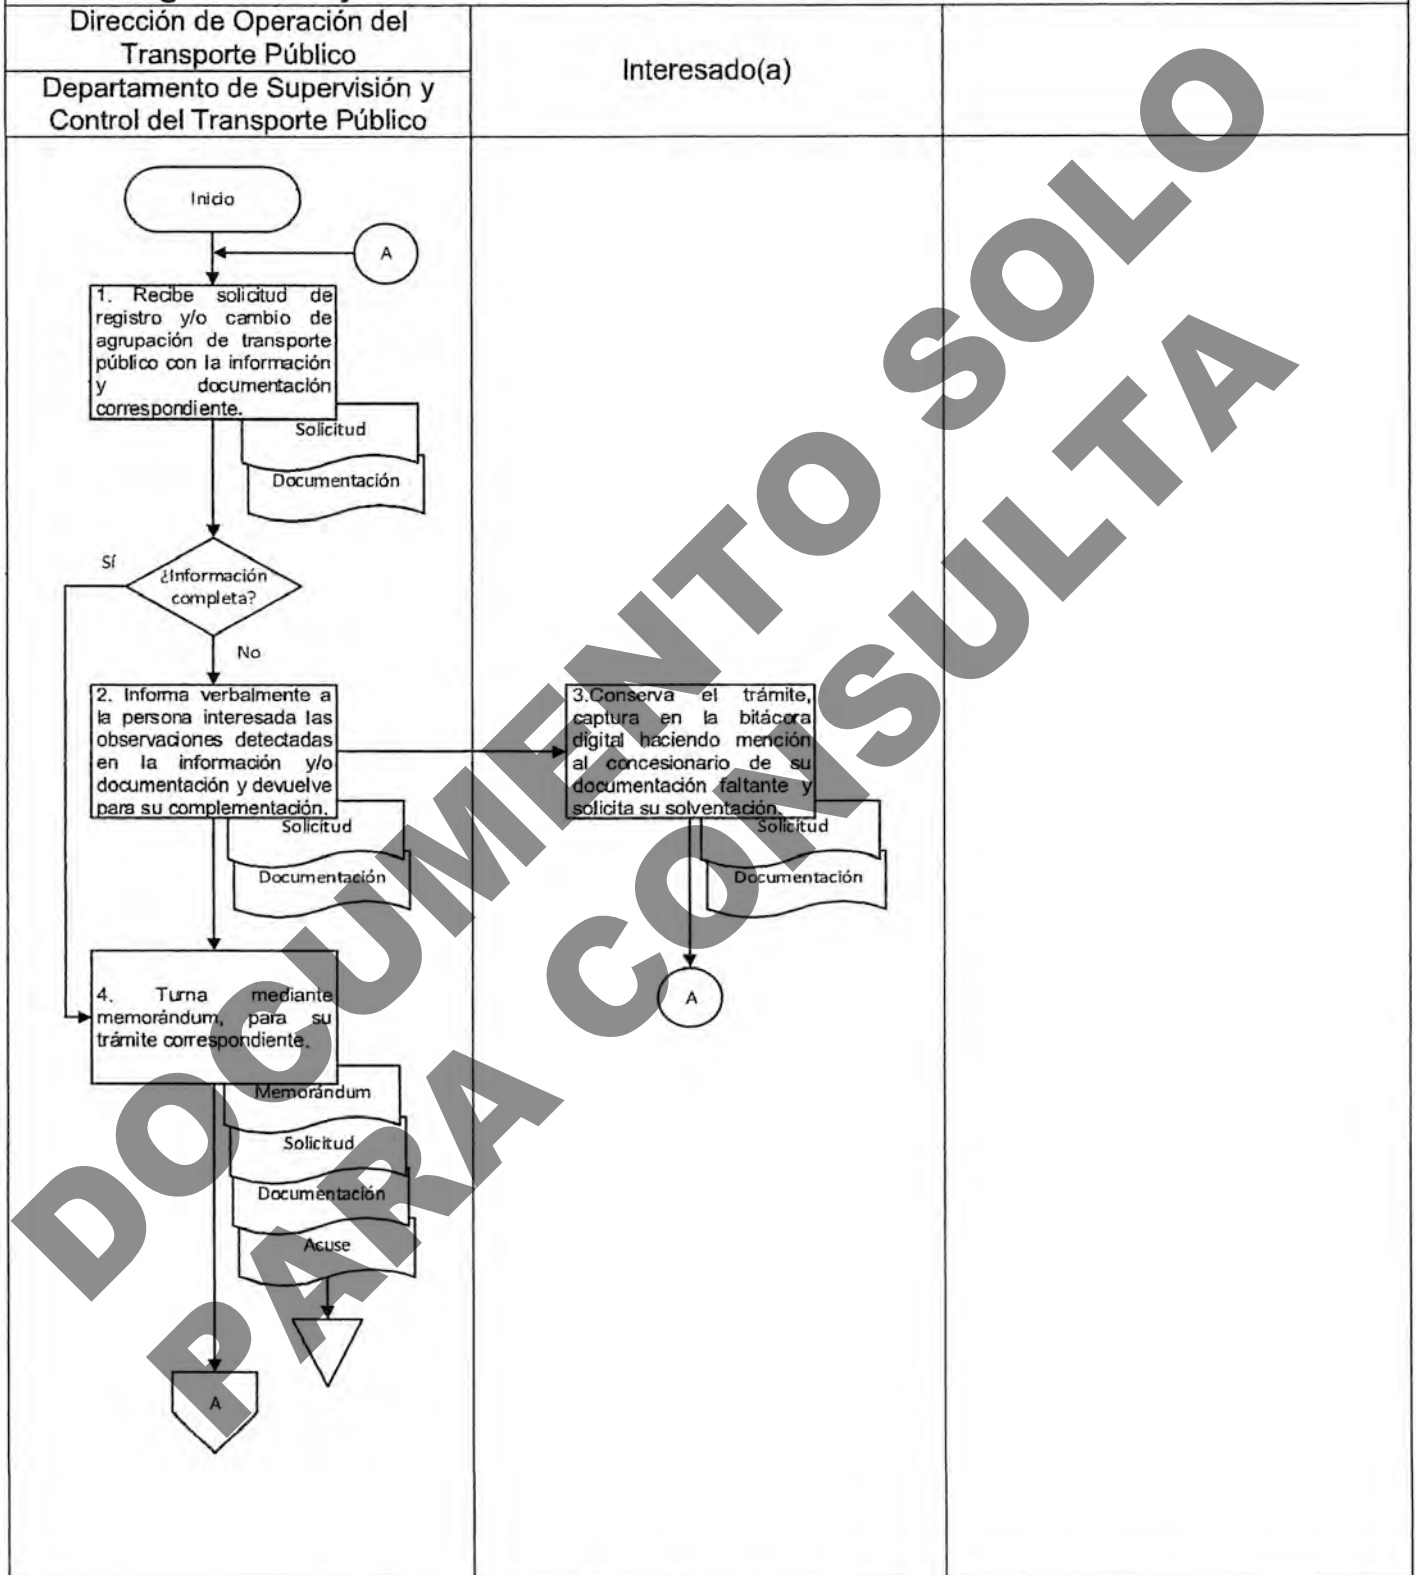 Dirección de Operación del
Transporte Público
Departamento de Supervisión y
Control del Transporte Público
Interesado(a)
Inicio
A
1. Recibe solicitud de
registro y/o cambio de
agrupación de transporte
público con la información
y documentación
correspondiente.
Solicitud
Documentación
Sí
¿Información
completa?
No
2. Informa verbalmente a
la persona interesada las
observaciones detectadas
en la información y/o
documentación y devuelve
para su complementación.
Solicitud
Documentación
3.Conserva el trámite,
captura en la bitácora
digital haciendo mención
al concesionario de su
documentación faltante y
solicita su solventación.
Solicitud
Documentación
A
4. Turna mediante
memorándum, para su
trámite correspondiente.
Memorándum
Solicitud
Documentación
Acuse
A
DOCUMENTO SOLO
PARA CONSULTA